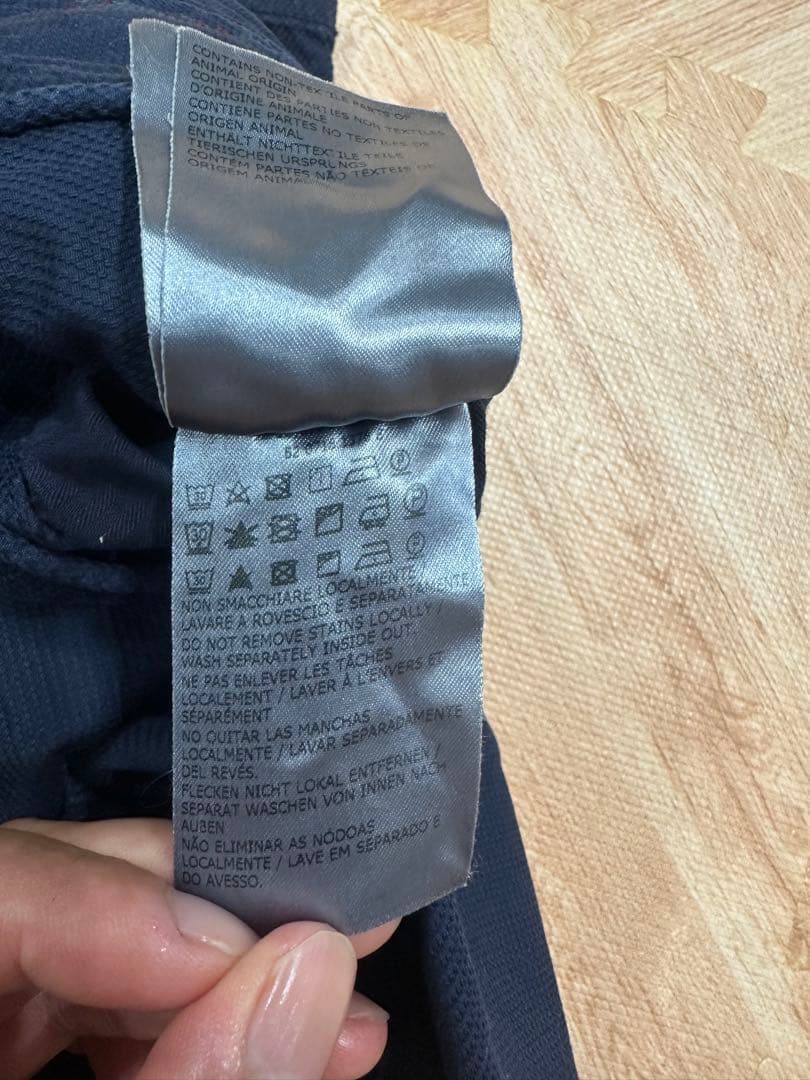 CONTAINS NON-TEXTILE PARTS OF
ANIMAL ORIGIN
CONTIENT DES PARTIES NON TEXTILES
D'ORIGINE ANIMALE
CONTIENE PARTES NO TEXTILES DE
ORIGEN ANIMAL
ENTHÄLT NICHTTEXTILE TEILE
TIERISCHEN URSPRUNGS
CONTÉM PARTES NÃO TÊXTEIS DE
ORIGEM ANIMAL
30
30
30
NON SMACCHIARE LOCALMENTE /
LAVARE A ROVESCIO E SEPARATAMENTE
DO NOT REMOVE STAINS LOCALLY /
WASH SEPARATELY INSIDE OUT.
NE PAS ENLEVER LES TÂCHES
LOCALEMENT / LAVER À L'ENVERS ET
SÉPARÉMENT
NO QUITAR LAS MANCHAS
LOCALMENTE / LAVAR SEPARADAMENTE
DEL REVÉS.
FLECKEN NICHT LOKAL ENTFERNEN /
SEPARAT WASCHEN VON INNEN NACH
AUßEN
NÃO ELIMINAR AS NÓDOAS
LOCALMENTE / LAVE EM SEPARADO E
DO AVESSO.